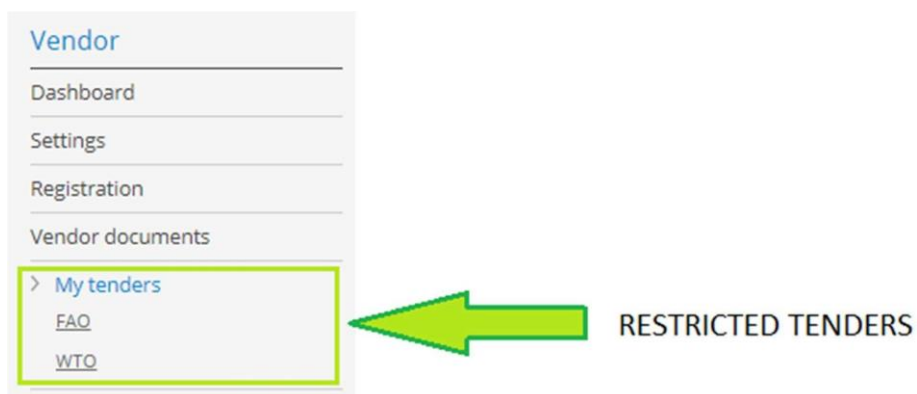 Vendor
Dashboard
Settings
Registration
Vendor documents
> My tenders
FAO
WTO
RESTRICTED TENDERS